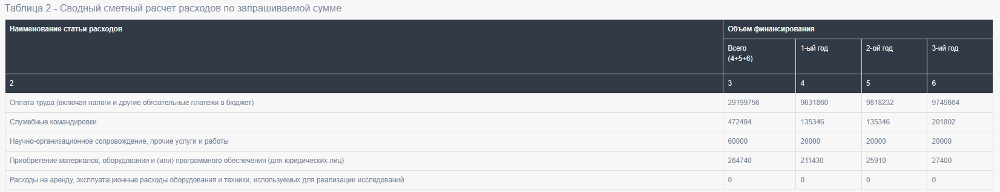 Таблица 2 - Сводный сметный расчет расходов по запрашиваемой сумме
Наименование статьи расходов
Объем финансирования
Всего
(4+5+6)
1-ый год
2-ой год
3-ий год
2 3 4 5 6
Оплата труда (включая налоги и другие обязательные платежи в бюджет) 29199756 9631860 9818232 9749664
Служебные командировки 472494 135346 135346 201802
Научно-организационное сопровождение, прочие услуги и работы 60000 20000 20000 20000
Приобретение материалов, оборудования и (или) программного обеспечения (для юридических лиц) 264740 211430 25910 27400
Расходы на аренду, эксплуатационные расходы оборудования и техники, используемых для реализации исследований 0 0 0 0